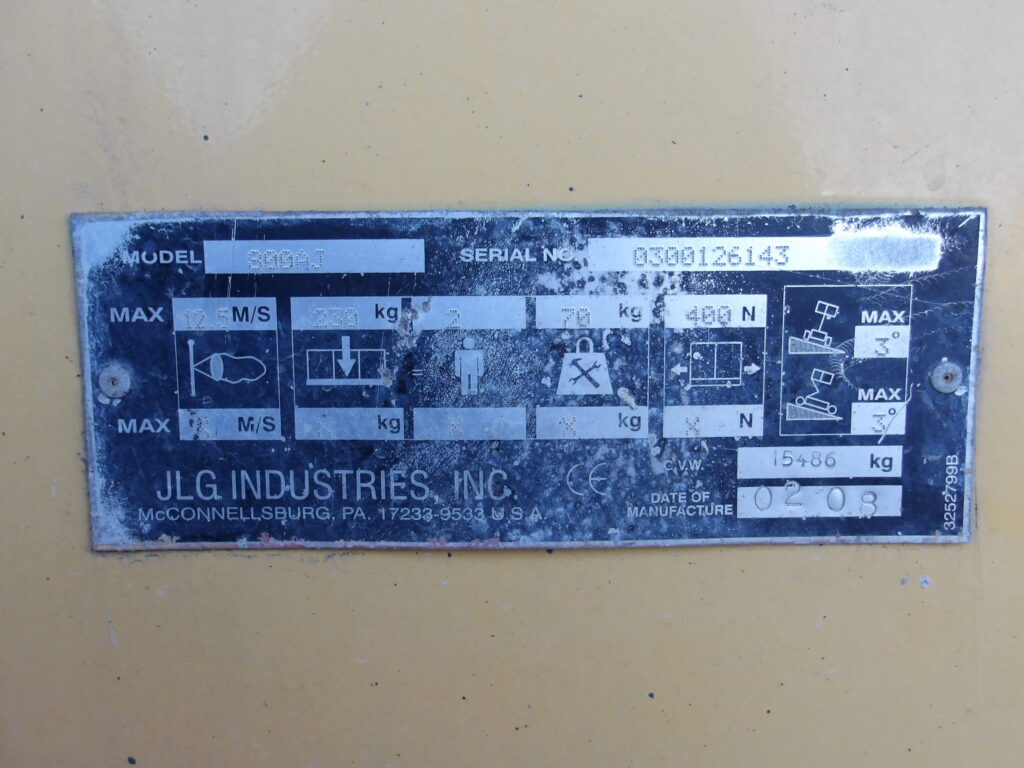 MODEL 800AJ SERIAL NO. 0300126143
MAX 12.5 M/S 230 kg 2 70 kg 400 N
MAX 3°
MAX 3°
MAX X M/S X kg X X kg X N
G.V.W. 15486 kg
JLG INDUSTRIES, INC. CE
DATE OF
MANUFACTURE 02 08
McCONNELLSBURG, PA. 17233-9533 U.S.A.
3252799B